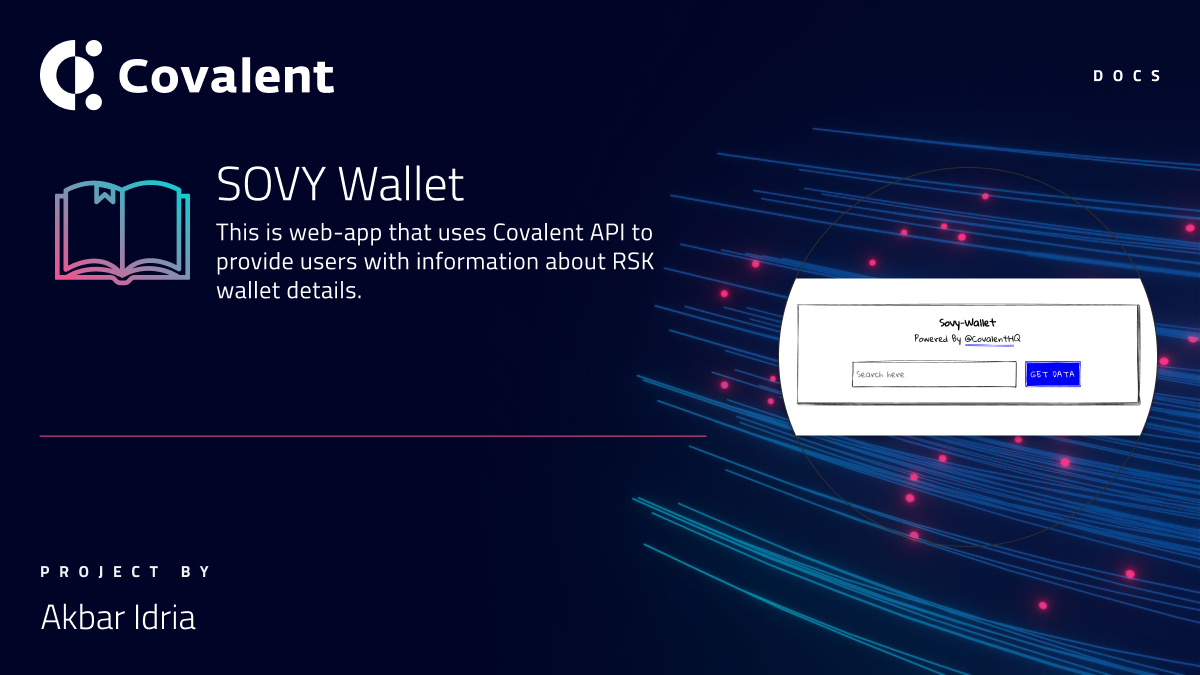 Covalent
DOCS
SOVY Wallet
This is web-app that uses Covalent API to
provide users with information about RSK
wallet details.
Sovy-Wallet
Powered By @CovalentHQ
Search here
GET DATA
PROJECT BY
Akbar Idria